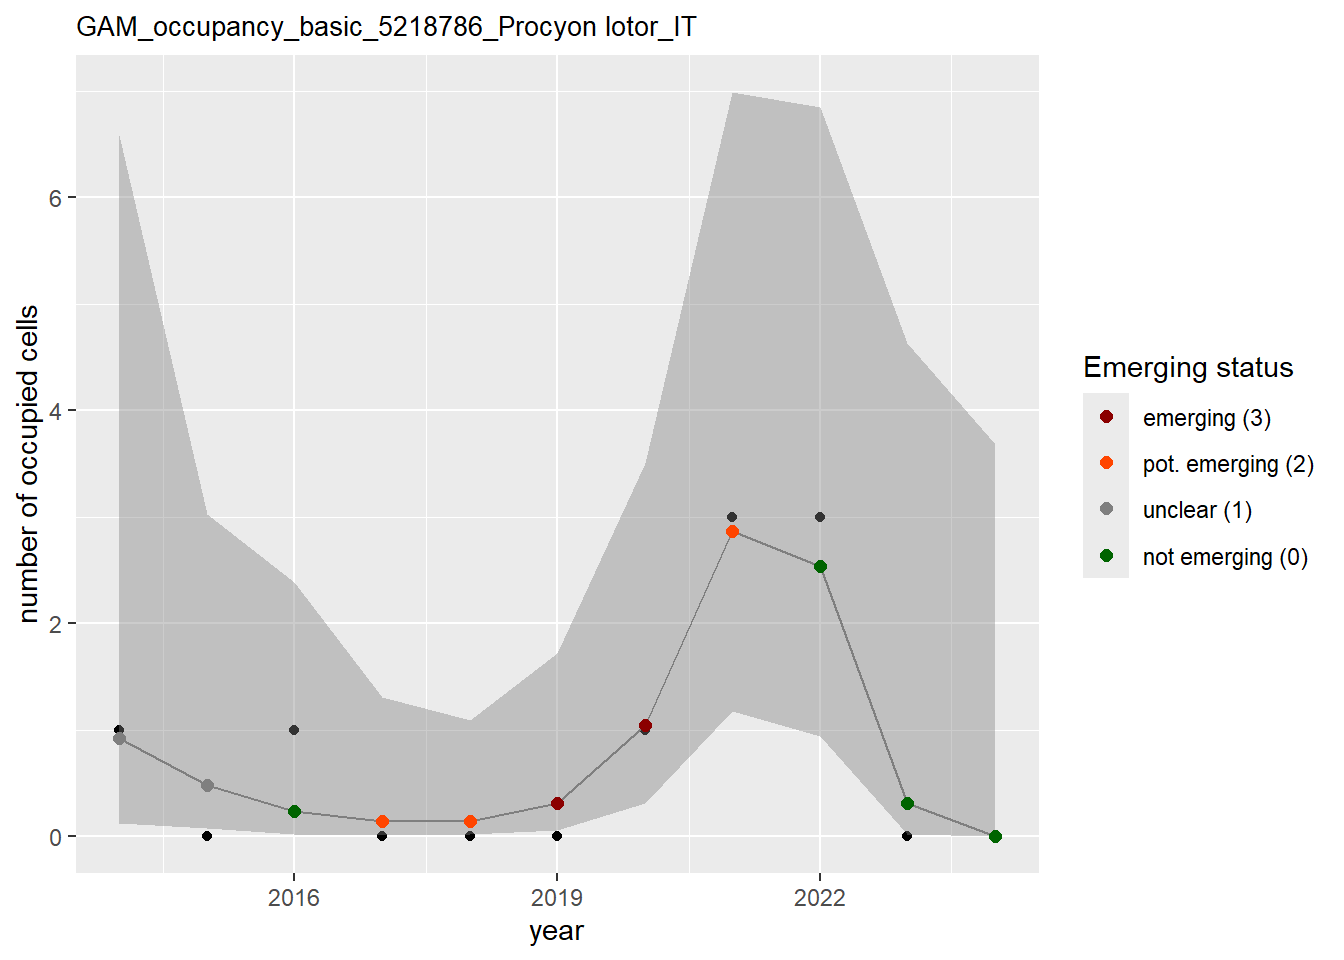 GAM_occupancy_basic_5218786_Procyon lotor_IT
number of occupied cells
6
4
2
0
2016
2019
2022
year
Emerging status
emerging (3)
pot. emerging (2)
unclear (1)
not emerging (0)